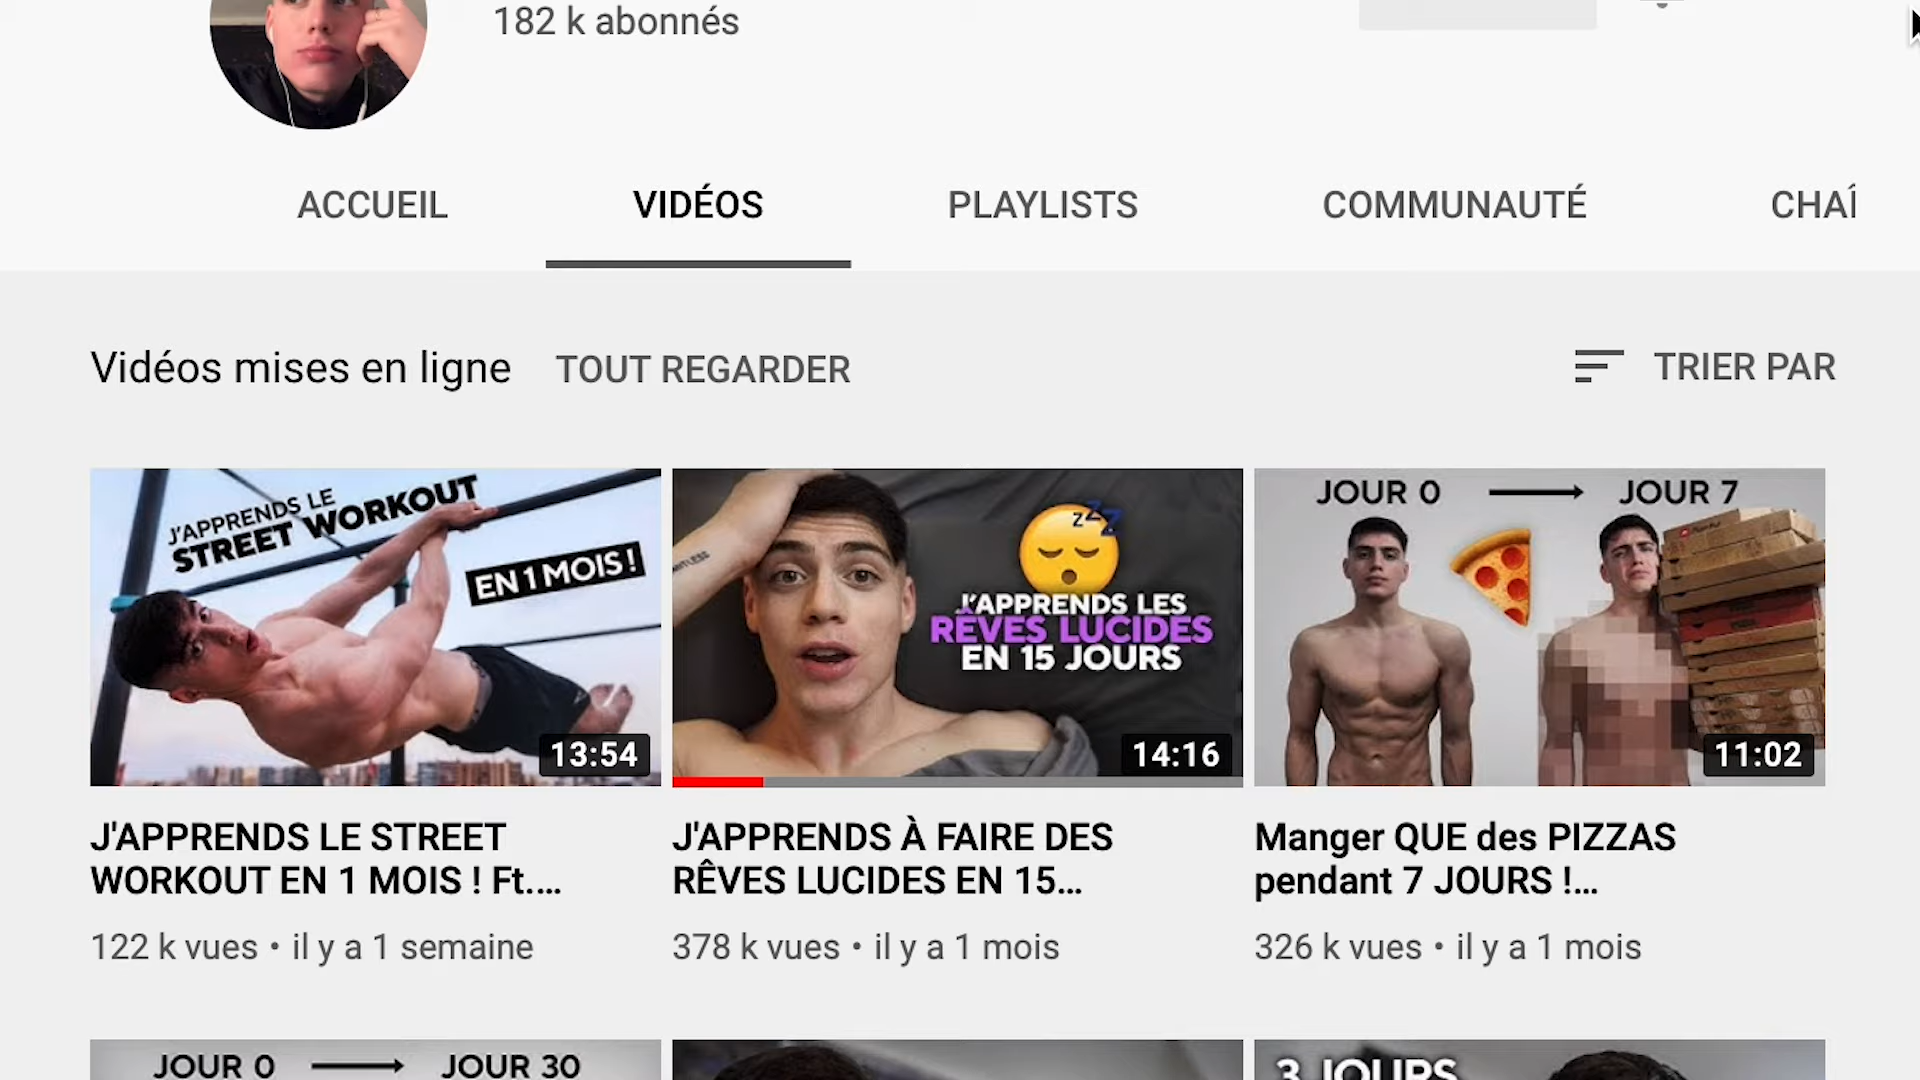 182 k abonnés
ACCUEIL
VIDÉOS
PLAYLISTS
COMMUNAUTÉ
CHAÎ
Vidéos mises en ligne
TOUT REGARDER
TRIER PAR
J'APPRENDS LE
STREET WORKOUT
EN 1 MOIS !
13:54
zzz
J'APPRENDS LES
RÊVES LUCIDES
EN 15 JOURS
14:16
JOUR 0
JOUR 7
11:02
J'APPRENDS LE STREET
WORKOUT EN 1 MOIS ! Ft....
122 k vues • il y a 1 semaine
J'APPRENDS À FAIRE DES
RÊVES LUCIDES EN 15...
378 k vues • il y a 1 mois
Manger QUE des PIZZAS
pendant 7 JOURS !...
326 k vues • il y a 1 mois
JOUR 0
JOUR 30
3 JOURS